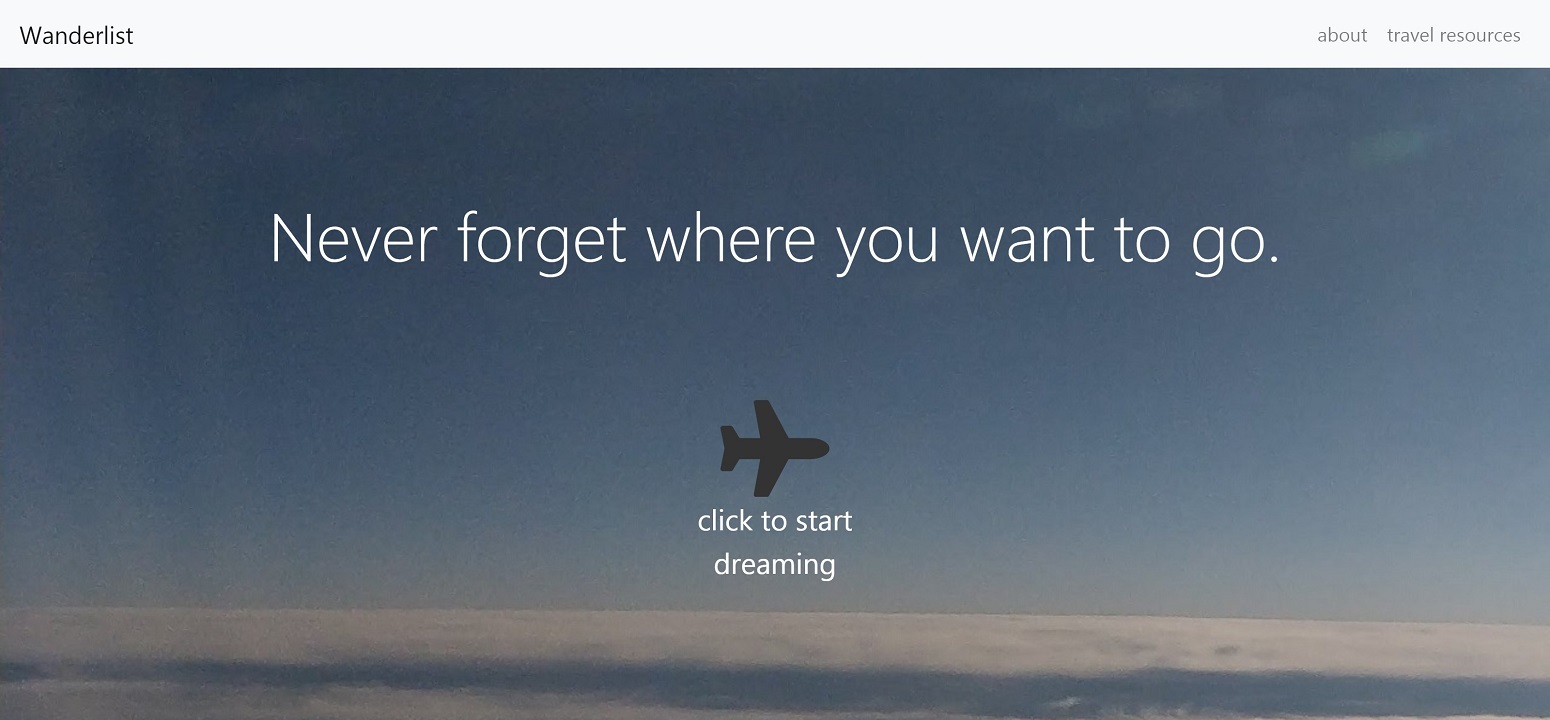 Wanderlist
about travel resources
Never forget where you want to go.
click to start
dreaming